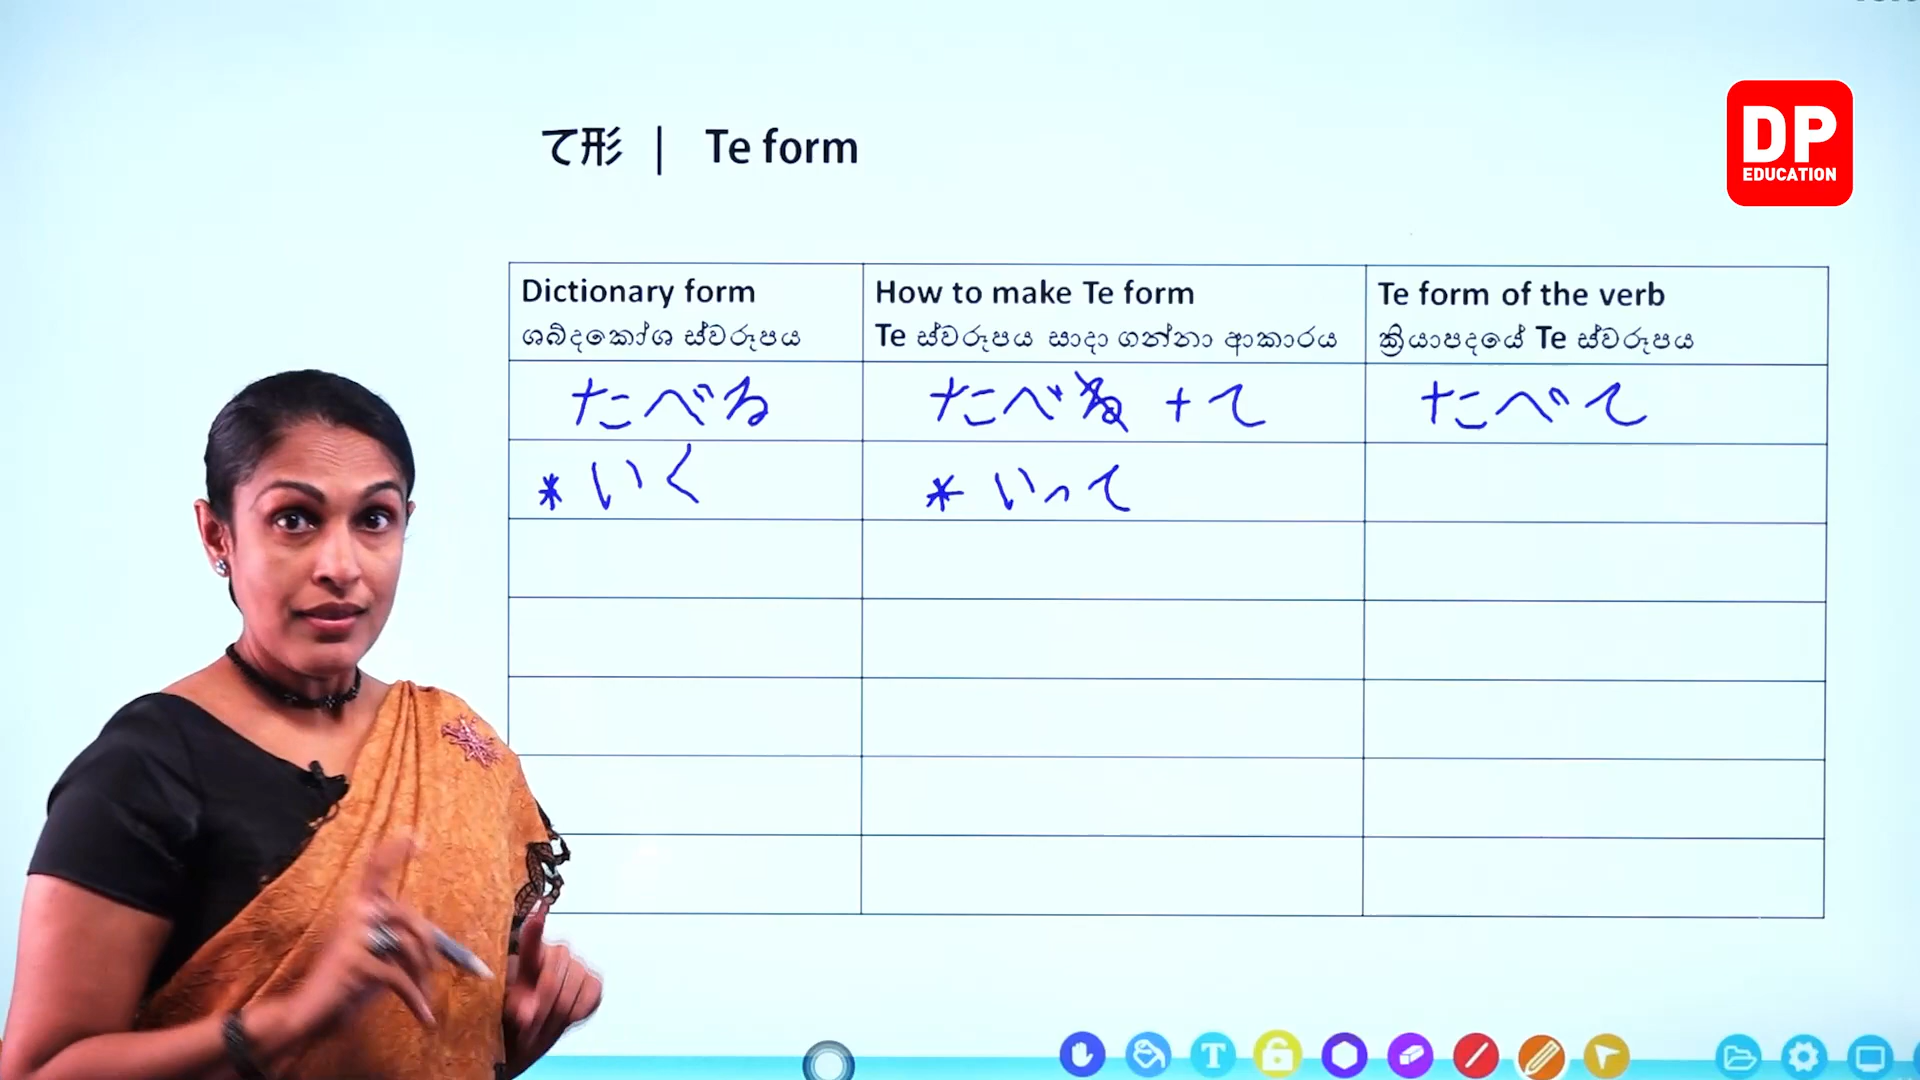 DP
EDUCATION
て形 | Te form
Dictionary form
ශබ්දකෝශ ස්වරූපය
How to make Te form
Te ස්වරූපය සාදා ගන්නා ආකාරය
Te form of the verb
ක්‍රියාපදයේ Te ස්වරූපය
たべる
たべる + て
たべて
* いく
* いって
T